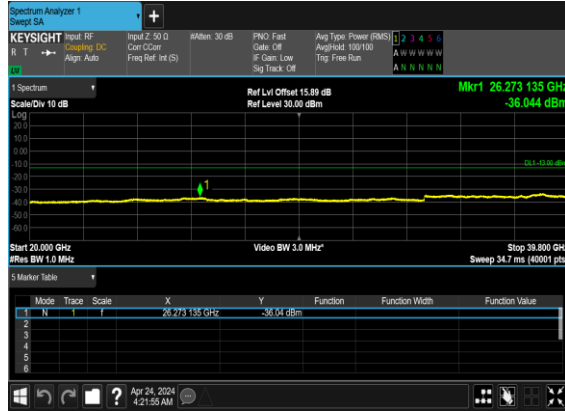 Spectrum Analyzer 1
Swept SA
KEYSIGHT Input: RF Input Z: 50 Ω #Atten: 30 dB PNO: Fast Avg Type: Power (RMS) 1 2 3 4 5 6
R T Coupling: DC Corr CCorr Gate: Off Avg|Hold: 100/100 A W W W W W
Align: Auto Freq Ref: Int (S) IF Gain: Low Trig: Free Run
LV Sig Track: Off A N N N N N
1 Spectrum Ref Lvl Offset 15.89 dB Mkr1 26.273 135 GHz
Scale/Div 10 dB Ref Level 30.00 dBm -36.044 dBm
Log
20.0
10.0
0.00
-10.0 DL1 -13.00 dBm
-20.0
-30.0 1
-40.0
-50.0
-60.0
Start 20.000 GHz Video BW 3.0 MHz* Stop 39.800 GHz
#Res BW 1.0 MHz Sweep 34.7 ms (40001 pts
5 Marker Table
Mode Trace Scale X Y Function Function Width Function Value
1 N 1 f 26.273 135 GHz -36.04 dBm
2
3
4
5
6
? Apr 24, 2024
4:21:55 AM